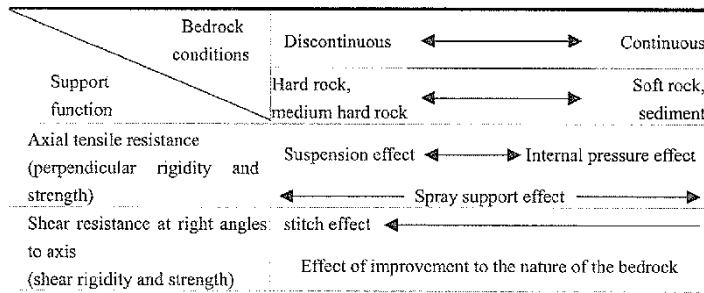 Bedrock
conditions
Discontinuous Continuous
Support
function
Hard rock,
medium hard rock
Soft rock,
sediment
Axial tensile resistance
(perpendicular rigidity and
strength)
Suspension effect Internal pressure effect
Spray support effect
Shear resistance at right angles
to axis
(shear rigidity and strength)
stitch effect
Effect of improvement to the nature of the bedrock